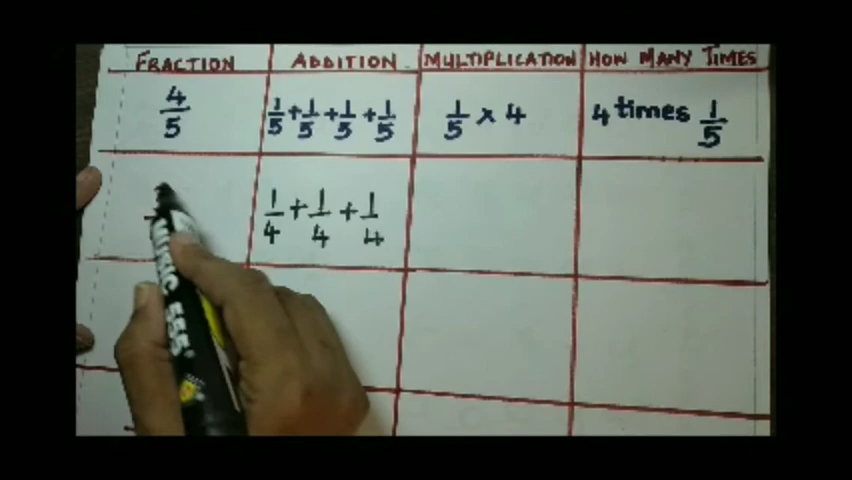 FRACTION ADDITION MULTIPLICATION HOW MANY TIMES
4/5 1/5 + 1/5 + 1/5 + 1/5 1/5 × 4 4 times 1/5
1/4 + 1/4 + 1/4
555